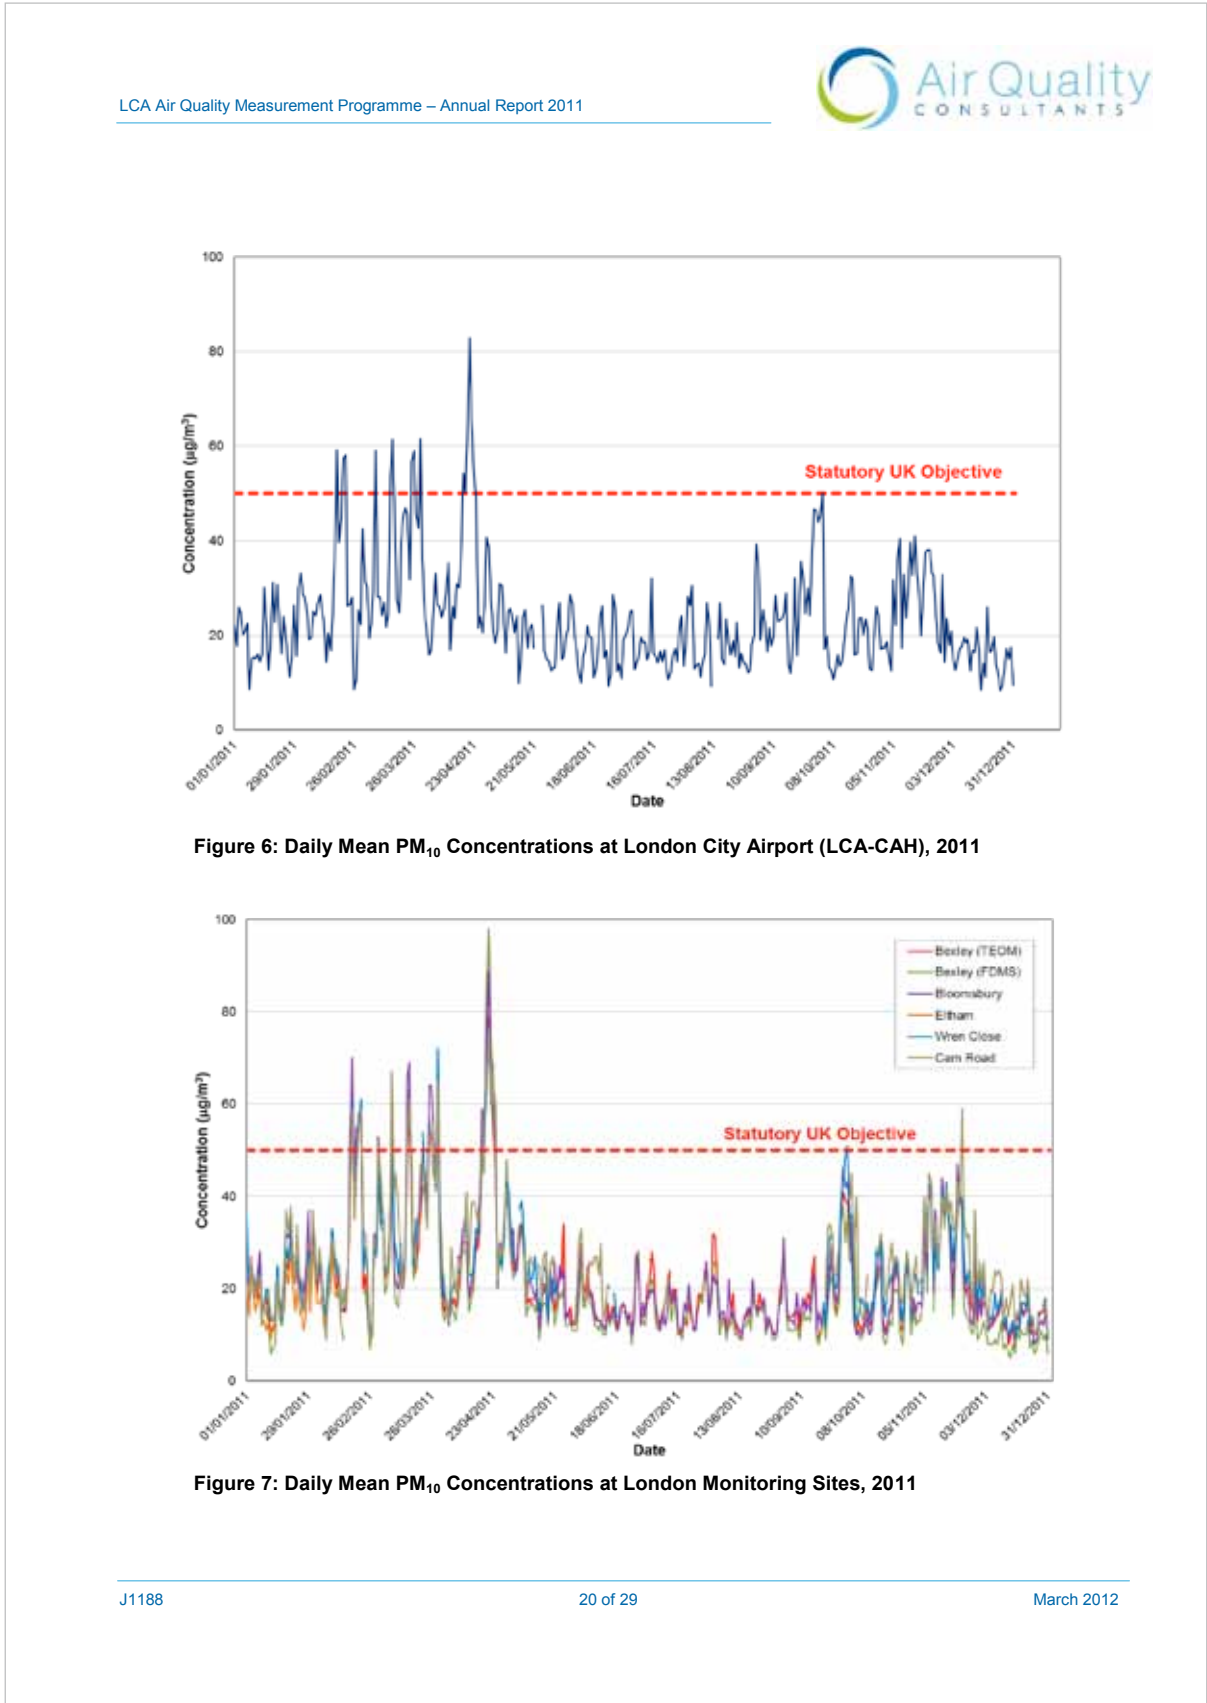 LCA Air Quality Measurement Programme – Annual Report 2011
Air Quality
CONSULTANTS
100
80
60
40
20
0
Concentration (µg/m³)
Statutory UK Objective
01/01/2011
29/01/2011
26/02/2011
26/03/2011
23/04/2011
21/05/2011
18/06/2011
16/07/2011
13/08/2011
10/09/2011
08/10/2011
05/11/2011
03/12/2011
31/12/2011
Date
Figure 6: Daily Mean PM₁₀ Concentrations at London City Airport (LCA-CAH), 2011
100
80
60
40
20
0
Concentration (µg/m³)
Bexley (TEOM)
Bexley (FDMS)
Bloomsbury
Eltham
Wren Close
Cam Road
Statutory UK Objective
01/01/2011
29/01/2011
26/02/2011
26/03/2011
23/04/2011
21/05/2011
18/06/2011
16/07/2011
13/08/2011
10/09/2011
08/10/2011
05/11/2011
03/12/2011
31/12/2011
Date
Figure 7: Daily Mean PM₁₀ Concentrations at London Monitoring Sites, 2011
J1188
20 of 29
March 2012